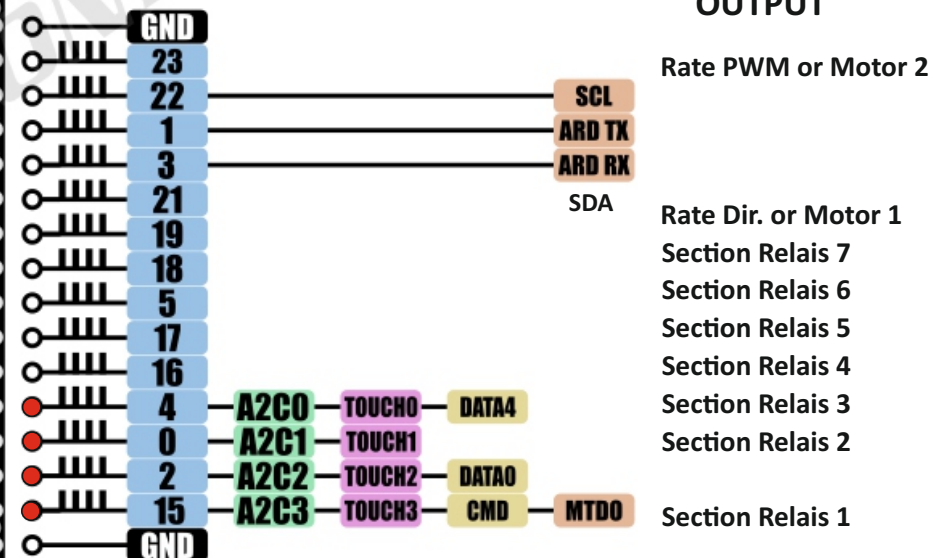 OUTPUT
GND
23 Rate PWM or Motor 2
22 SCL
1 ARD TX
3 ARD RX
21 SDA Rate Dir. or Motor 1
19 Section Relais 7
18 Section Relais 6
5 Section Relais 5
17 Section Relais 4
16 Section Relais 3
4 A2C0 TOUCH0 DATA4 Section Relais 3
0 A2C1 TOUCH1 Section Relais 2
2 A2C2 TOUCH2 DATA0
15 A2C3 TOUCH3 CMD MTDO Section Relais 1
GND